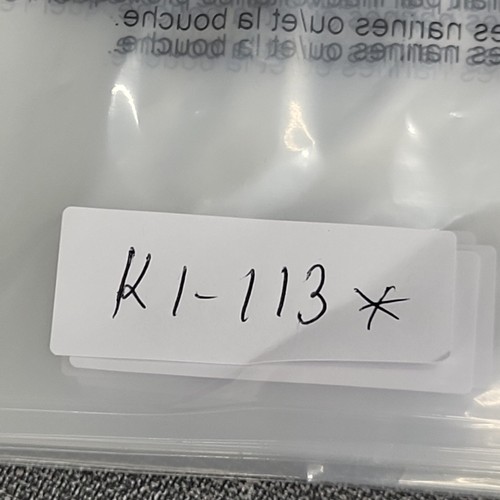 es narines ou/et la bouche.
es narines ou/et la bouche.
K1-113*